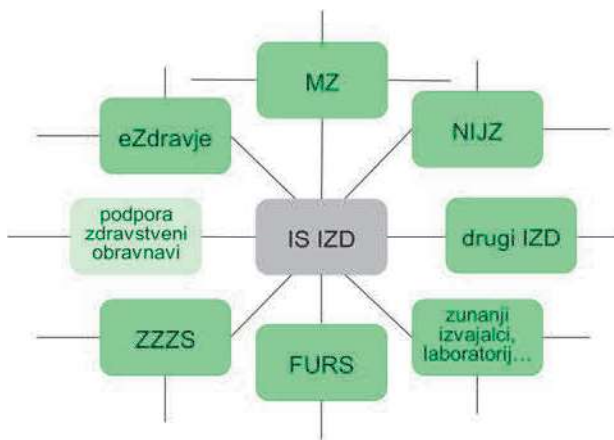 MZ
eZdravje
NIJZ
podpora
zdravstveni
obravnavi
IS IZD
drugi IZD
ZZZS
FURS
zunanji
izvajalci,
laboratorij...